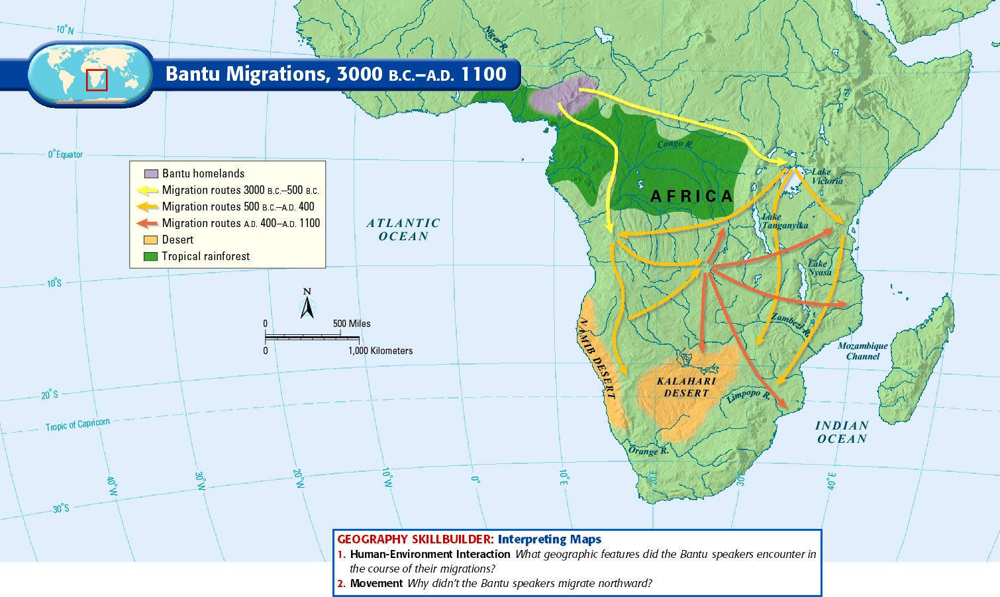 Bantu Migrations, 3000 B.C.–A.D. 1100
10°N
Niger R.
0°Equator
Bantu homelands
Migration routes 3000 B.C.–500 B.C.
Migration routes 500 B.C.–A.D. 400
Migration routes A.D. 400–A.D. 1100
Desert
Tropical rainforest
Congo R.
Lake
Victoria
AFRICA
ATLANTIC
OCEAN
Lake
Tanganyika
Lake
Nyasa
10°S
N
0 500 Miles
0 1,000 Kilometers
NAMIB DESERT
Zambezi R.
Mozambique
Channel
KALAHARI
DESERT
Limpopo R.
20°S
Tropic of Capricorn
INDIAN
OCEAN
Orange R.
40°W
30°W
20°W
10°W
0°
10°E
20°E
30°E
40°E
30°S
GEOGRAPHY SKILLBUILDER: Interpreting Maps
1. Human-Environment Interaction What geographic features did the Bantu speakers encounter in
the course of their migrations?
2. Movement Why didn't the Bantu speakers migrate northward?